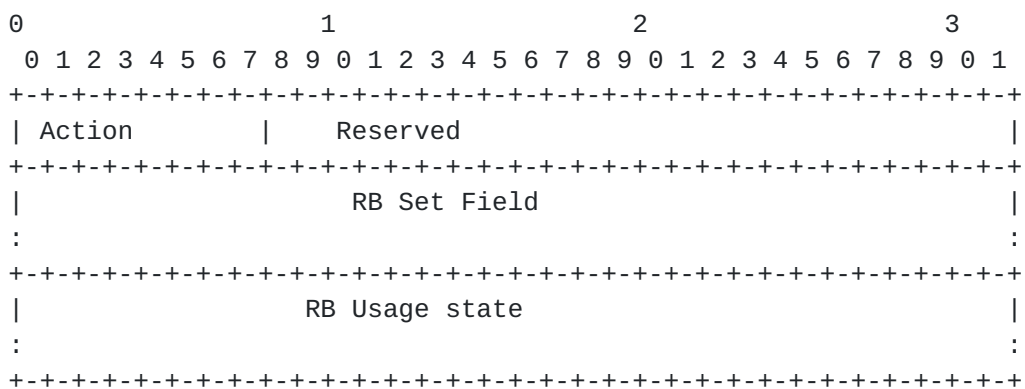 0                   1                   2                   3
 0 1 2 3 4 5 6 7 8 9 0 1 2 3 4 5 6 7 8 9 0 1 2 3 4 5 6 7 8 9 0 1
+-+-+-+-+-+-+-+-+-+-+-+-+-+-+-+-+-+-+-+-+-+-+-+-+-+-+-+-+-+-+-+-+
| Action        |    Reserved                                   |
+-+-+-+-+-+-+-+-+-+-+-+-+-+-+-+-+-+-+-+-+-+-+-+-+-+-+-+-+-+-+-+-+
|                     RB Set Field                              |
:                                                               :
+-+-+-+-+-+-+-+-+-+-+-+-+-+-+-+-+-+-+-+-+-+-+-+-+-+-+-+-+-+-+-+-+
|                  RB Usage state                               |
:                                                               :
+-+-+-+-+-+-+-+-+-+-+-+-+-+-+-+-+-+-+-+-+-+-+-+-+-+-+-+-+-+-+-+-+